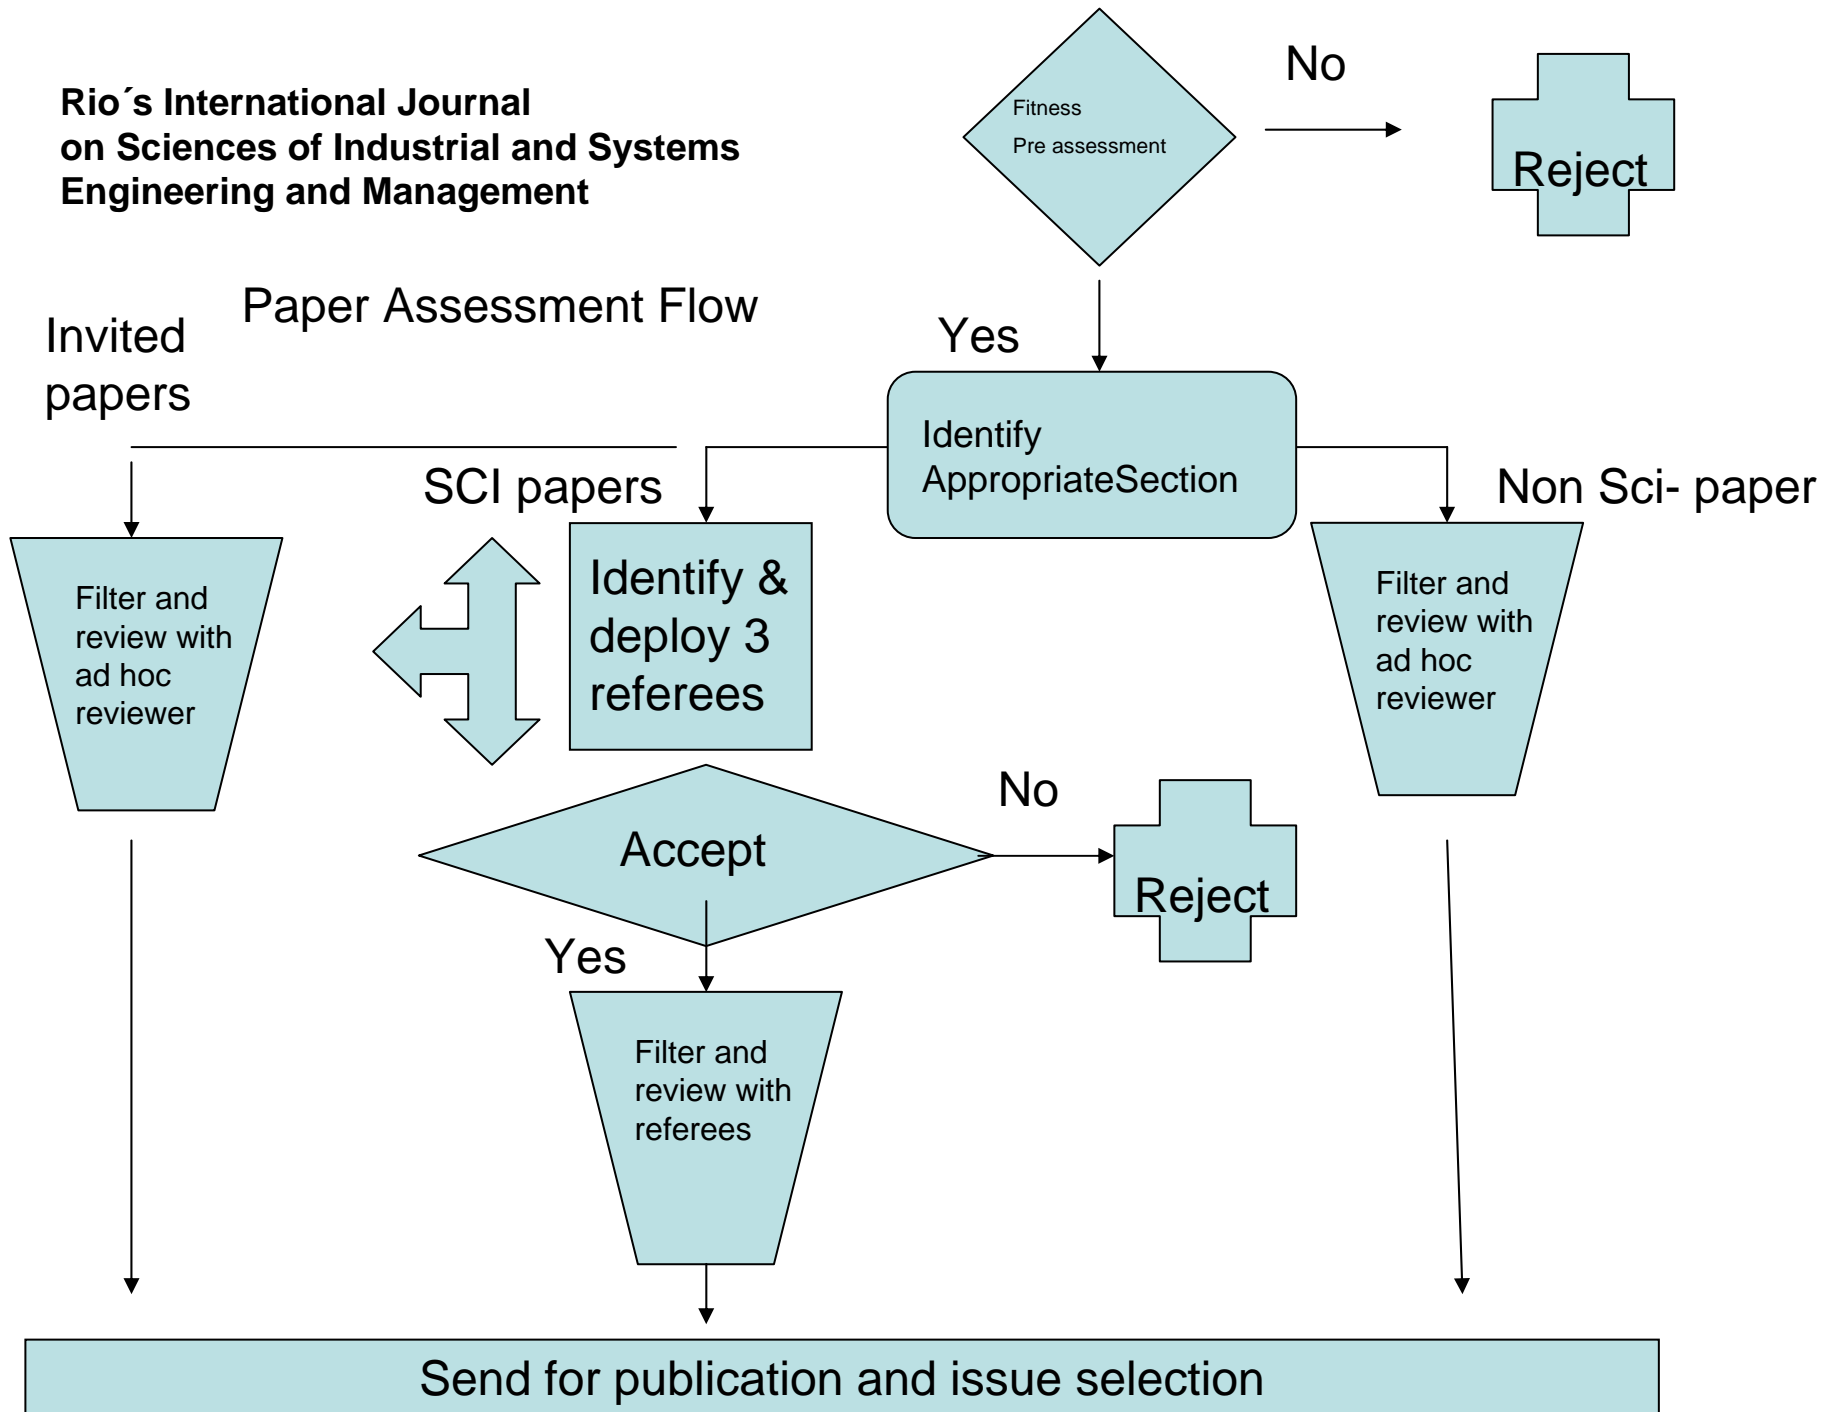 Rio´s International Journal
on Sciences of Industrial and Systems
Engineering and Management
Fitness
Pre assessment
No
Reject
Paper Assessment Flow
Invited
papers
Yes
Identify
AppropriateSection
SCI papers
Non Sci- paper
Filter and
review with
ad hoc
reviewer
Identify &
deploy 3
referees
Filter and
review with
ad hoc
reviewer
Accept
No
Reject
Yes
Filter and
review with
referees
Send for publication and issue selection